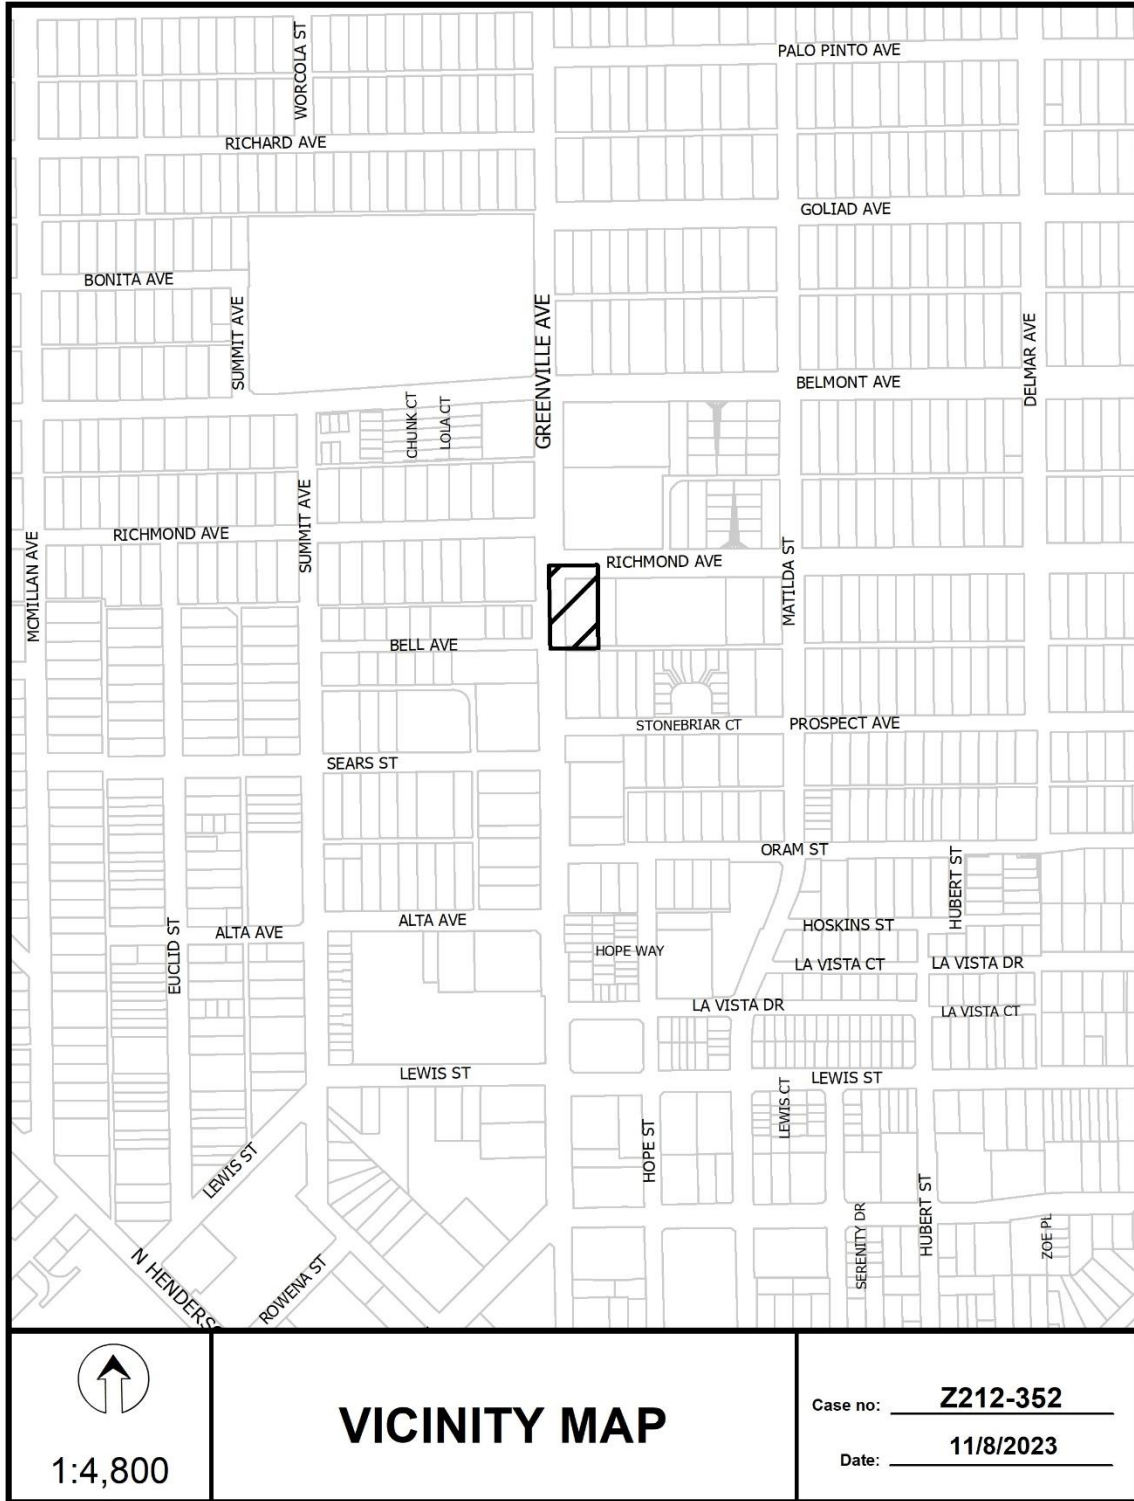 WORCOLA ST
PALO PINTO AVE
RICHARD AVE
GOLIAD AVE
BONITA AVE
SUMMIT AVE
GREENVILLE AVE
DELMAR AVE
BELMONT AVE
CHUNK CT
LOLA CT
SUMMIT AVE
RICHMOND AVE
MCMILLAN AVE
RICHMOND AVE
MATILDA ST
BELL AVE
STONEBRIAR CT
PROSPECT AVE
SEARS ST
ORAM ST
HUBERT ST
ALTA AVE
EUCLID ST
ALTA AVE
HOSKINS ST
HOPE WAY
LA VISTA CT
LA VISTA DR
LA VISTA DR
LA VISTA CT
LEWIS ST
LEWIS ST
LEWIS CT
HOPE ST
LEWIS ST
HUBERT ST
SERENITY DR
ZOE PL
N HENDERS
ROWENA ST
1:4,800
VICINITY MAP
Case no: Z212-352
Date: 11/8/2023